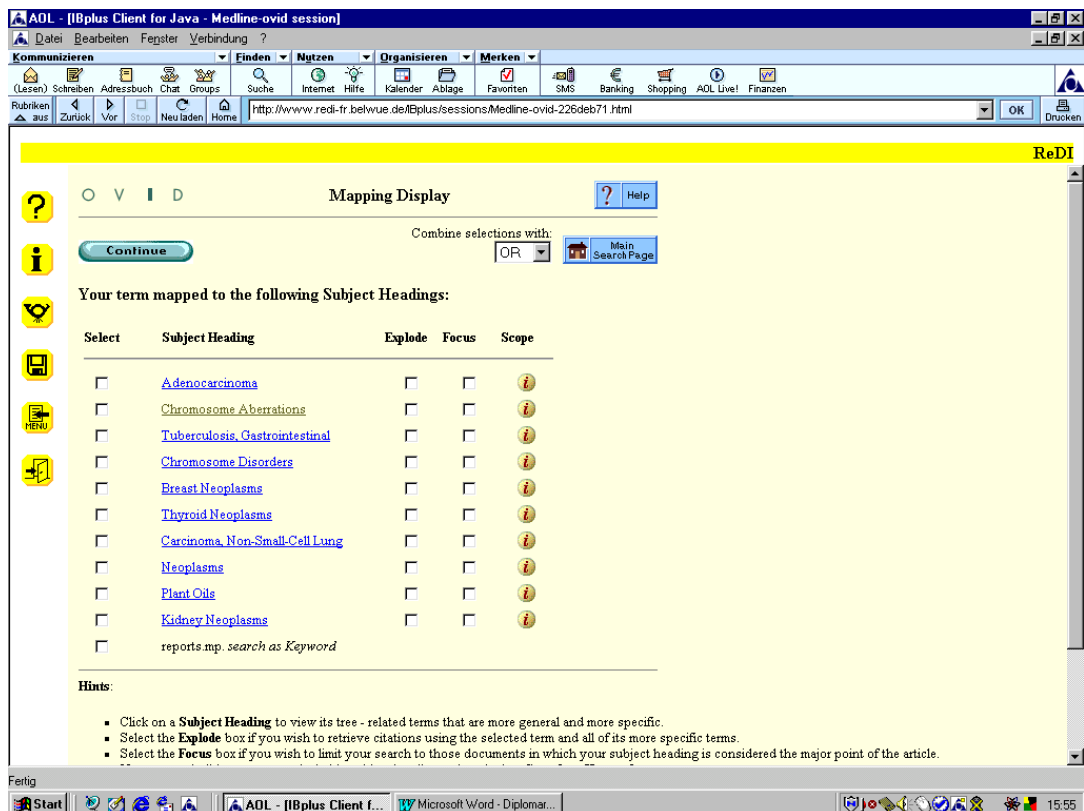 AOL - [IBplus Client for Java - Medline-ovid session]
Datei Bearbeiten Fenster Verbindung ?
Kommunizieren Finden Nutzen Organisieren Merken
(Lesen) Schreiben Adressbuch Chat Groups Suche Internet Hilfe Kalender Ablage Favoriten SMS Banking Shopping AOL Live! Finanzen
Rubriken
aus Zurück Vor Stop Neu laden Home http://www.redi-fr.belwue.de/IBplus/sessions/Medline-ovid-226deb71.html OK Drucken
ReDI
O V I D Mapping Display ? Help
Combine selections with:
Continue OR Main
Search Page
Your term mapped to the following Subject Headings:
Select Subject Heading Explode Focus Scope
Adenocarcinoma
Chromosome Aberrations
Tuberculosis, Gastrointestinal
Chromosome Disorders
Breast Neoplasms
Thyroid Neoplasms
Carcinoma, Non-Small-Cell Lung
Neoplasms
Plant Oils
Kidney Neoplasms
reports.mp. search as Keyword
MENU
Hints:
Click on a Subject Heading to view its tree - related terms that are more general and more specific.
Select the Explode box if you wish to retrieve citations using the selected term and all of its more specific terms.
Select the Focus box if you wish to limit your search to those documents in which your subject heading is considered the major point of the article.
Fertig
Start AOL - [IBplus Client f... Microsoft Word - Diplomar... 15:55